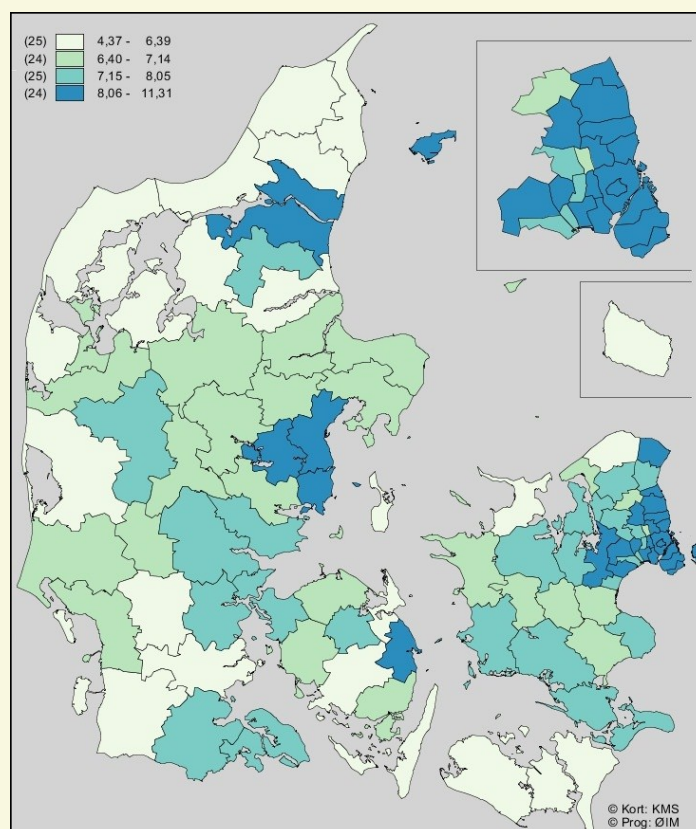 (25) 4,37 - 6,39
(24) 6,40 - 7,14
(25) 7,15 - 8,05
(24) 8,06 - 11,31
© Kort: KMS
© Prog: ØIM